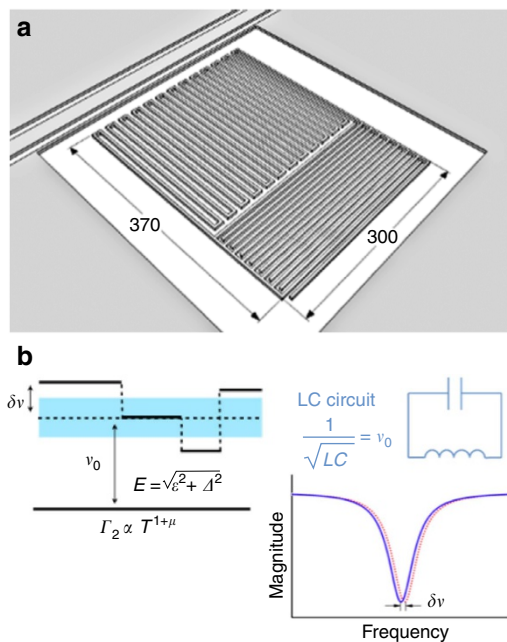 a
370
300
b
δν
ν₀
E = √ε² + Δ²
Γ₂ ∝ T¹⁺μ
LC circuit
1
√LC = ν₀
Magnitude
δν
Frequency